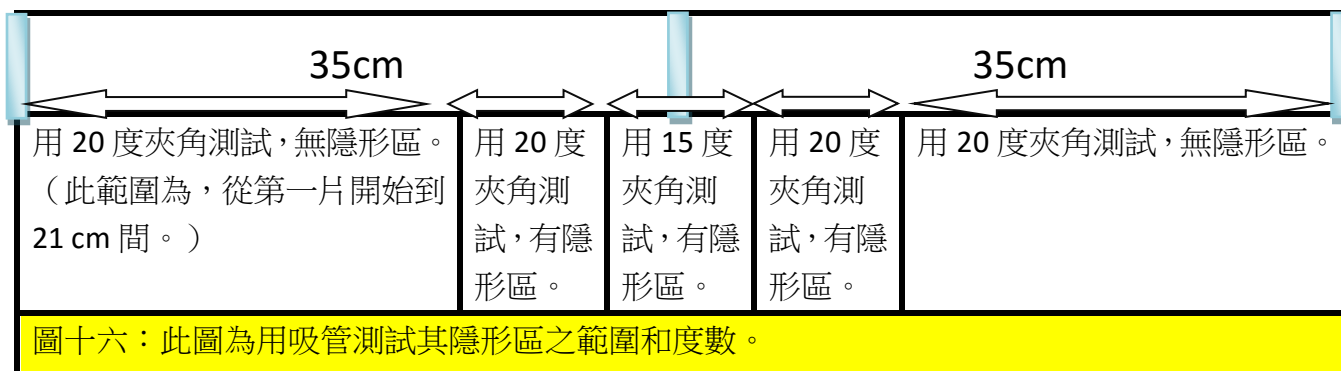 35cm
35cm
用 20 度夾角測試，無隱形區。
（此範圍為，從第一片開始到
21 cm 間。）
用 20 度
夾角測
試，有隱
形區。
用 15 度
夾角測
試，有隱
形區。
用 20 度
夾角測
試，有隱
形區。
用 20 度夾角測試，無隱形區。
圖十六：此圖為用吸管測試其隱形區之範圍和度數。